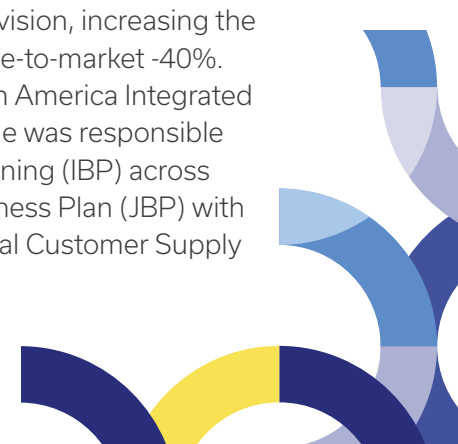 vision, increasing the
e-to-market -40%.
n America Integrated
e was responsible
ning (IBP) across
ness Plan (JBP) with
al Customer Supply